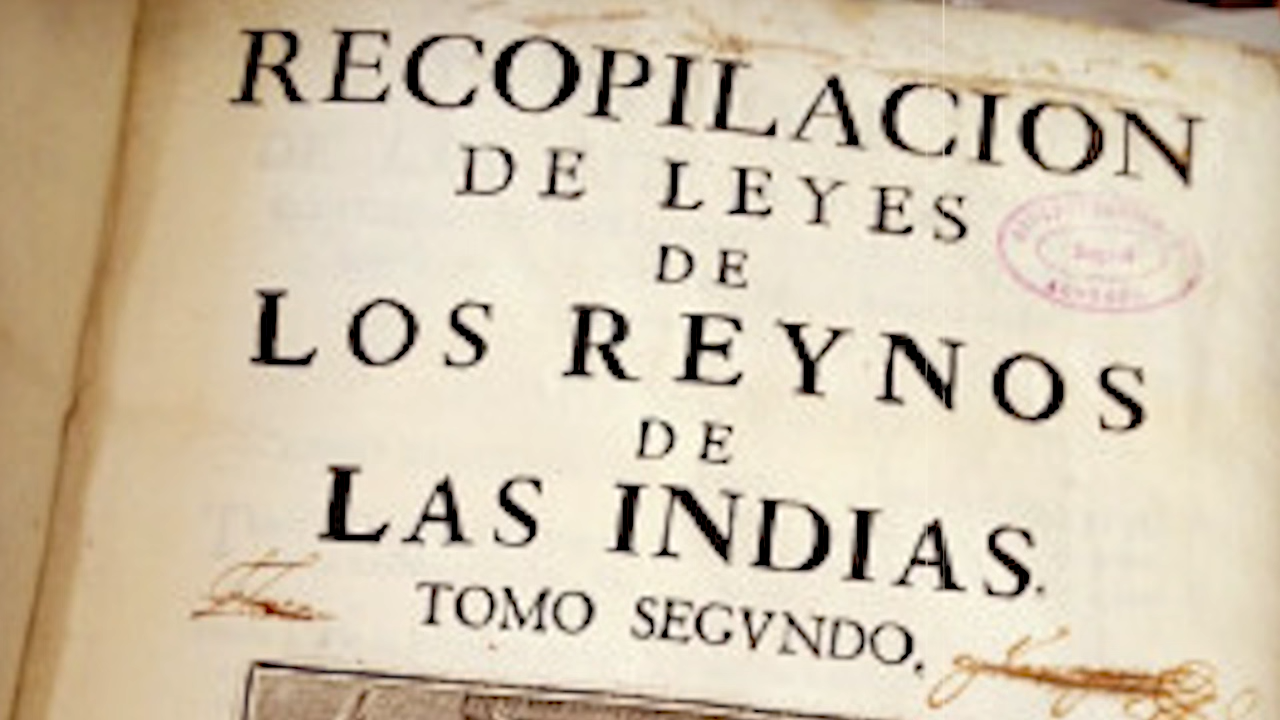 RECOPILACION
DE LEYES
DE
LOS REYNOS
DE
LAS INDIAS.
TOMO SEGVNDO.